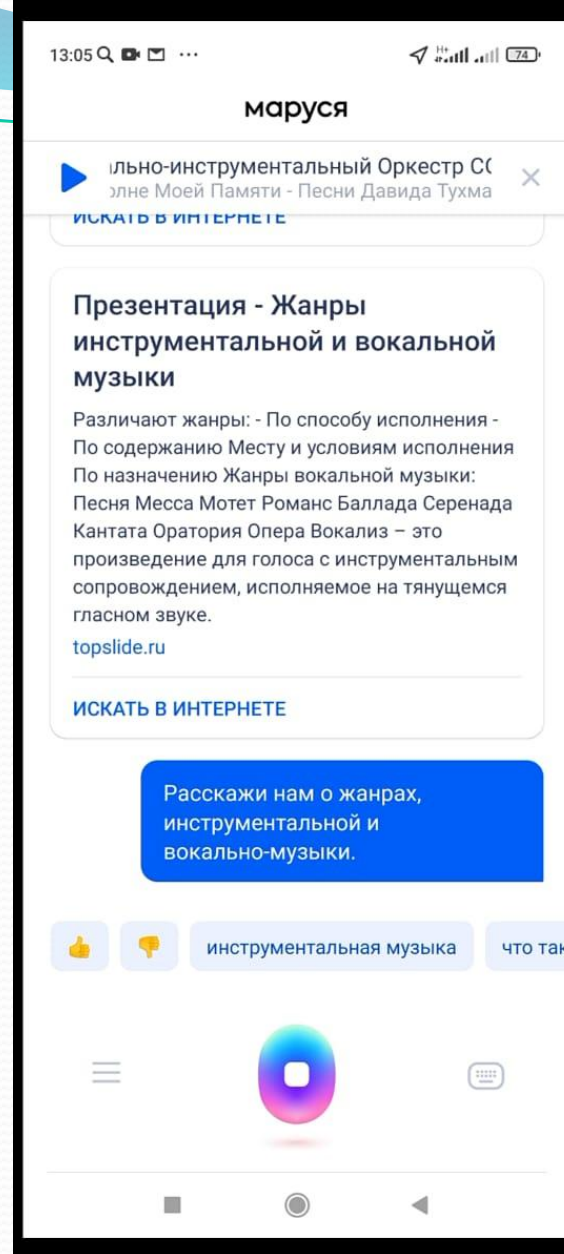 13:05
74
маруся
льно-инструментальный Оркестр
олне Моей Памяти - Песни Давида Тухма
ИСКАТЬ В ИНТЕРНЕТЕ
Презентация - Жанры
инструментальной и вокальной
музыки
Различают жанры: - По способу исполнения -
По содержанию Месту и условиям исполнения
По назначению Жанры вокальной музыки:
Песня Месса Мотет Романс Баллада Серенада
Кантата Оратория Опера Вокализ – это
произведение для голоса с инструментальным
сопровождением, исполняемое на тянущемся
гласном звуке.
topslide.ru
ИСКАТЬ В ИНТЕРНЕТЕ
Расскажи нам о жанрах,
инструментальной и
вокально-музыки.
инструментальная музыка
что так